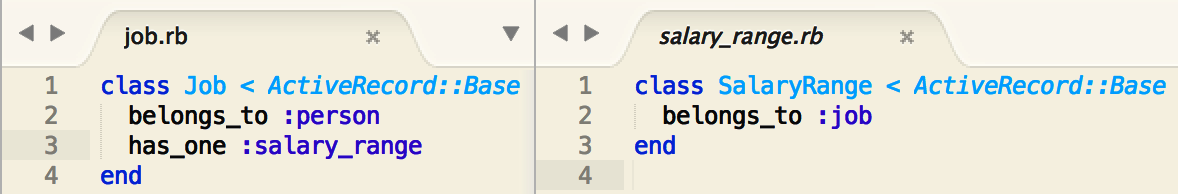 job.rb
1 class Job < ActiveRecord::Base
2 belongs_to :person
3 has_one :salary_range
4 end
salary_range.rb
1 class SalaryRange < ActiveRecord::Base
2 belongs_to :job
3 end
4